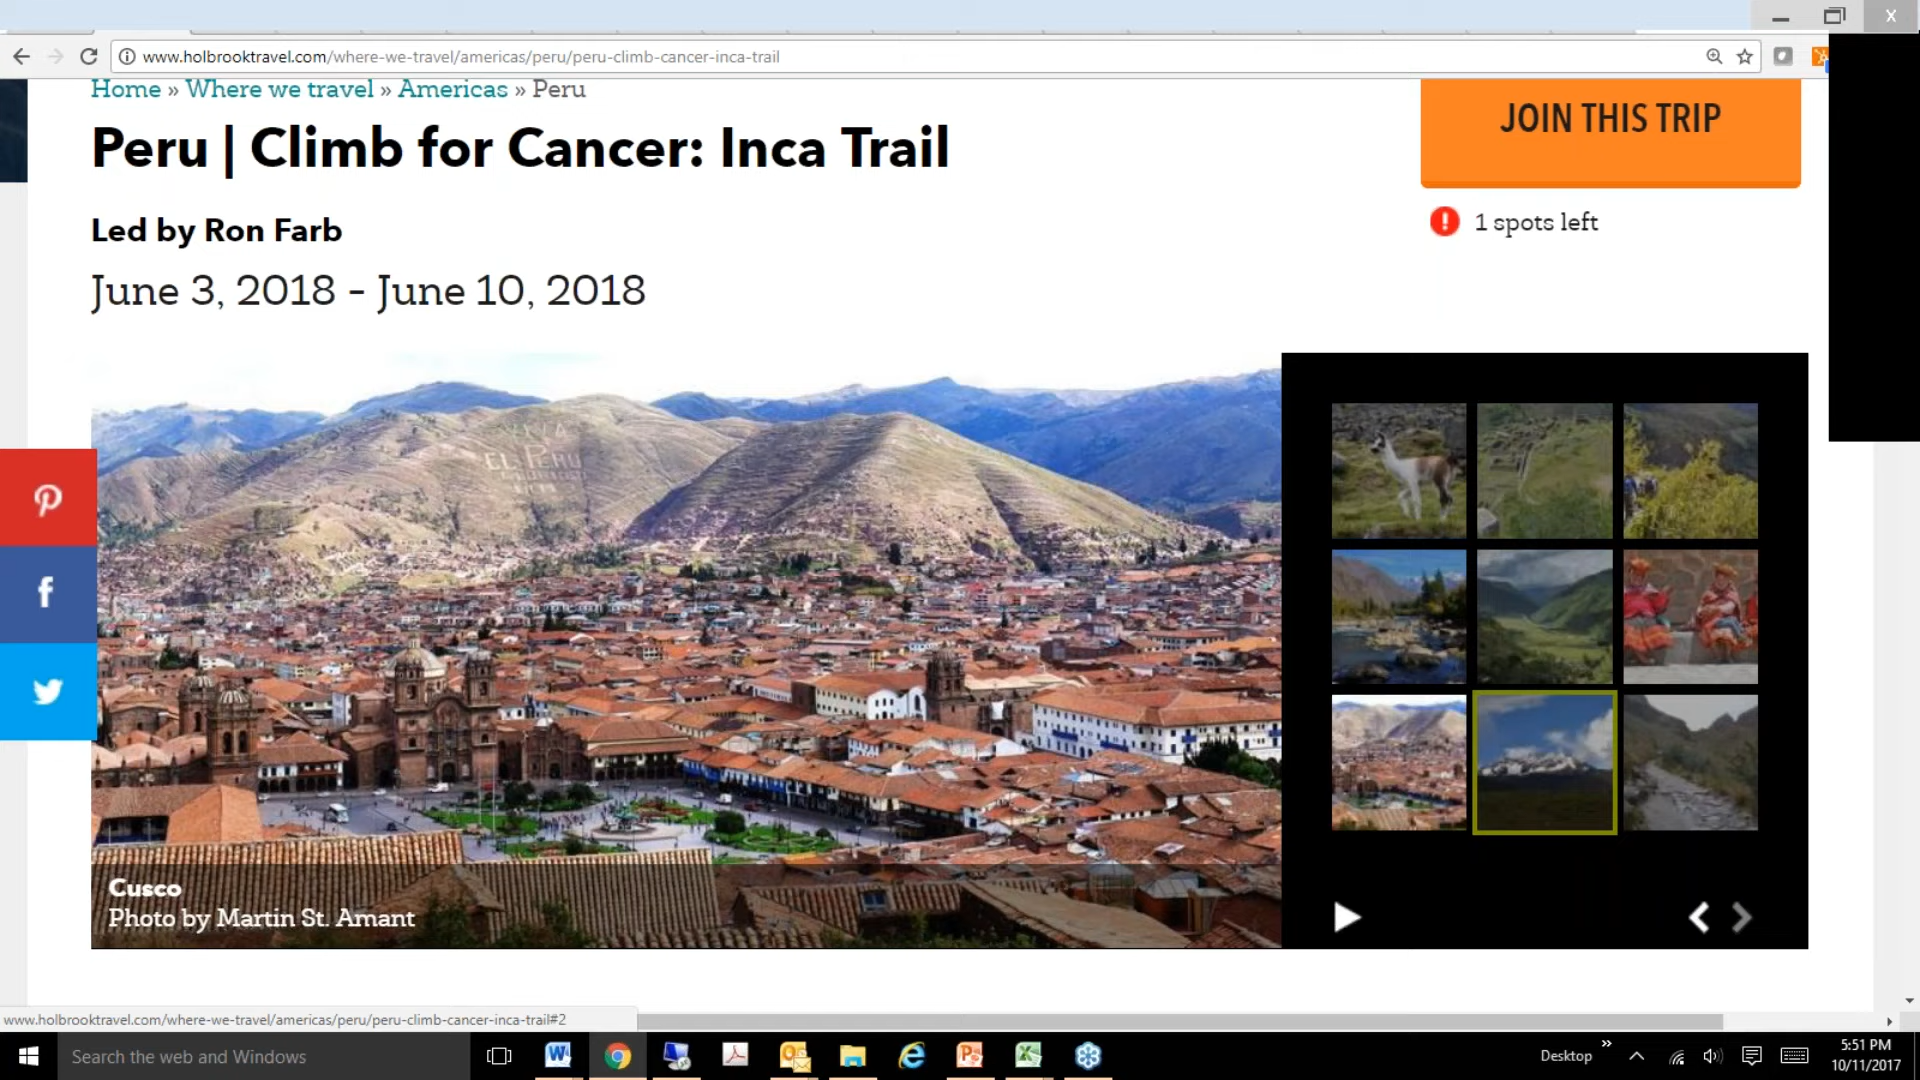 www.holbrooktravel.com/where-we-travel/americas/peru/peru-climb-cancer-inca-trail
Home » Where we travel » Americas » Peru
JOIN THIS TRIP
Peru | Climb for Cancer: Inca Trail
1 spots left
Led by Ron Farb
June 3, 2018 - June 10, 2018
EL PERU
Cusco
Photo by Martin St. Amant
www.holbrooktravel.com/where-we-travel/americas/peru/peru-climb-cancer-inca-trail#2
Search the web and Windows
Desktop
5:51 PM
10/11/2017